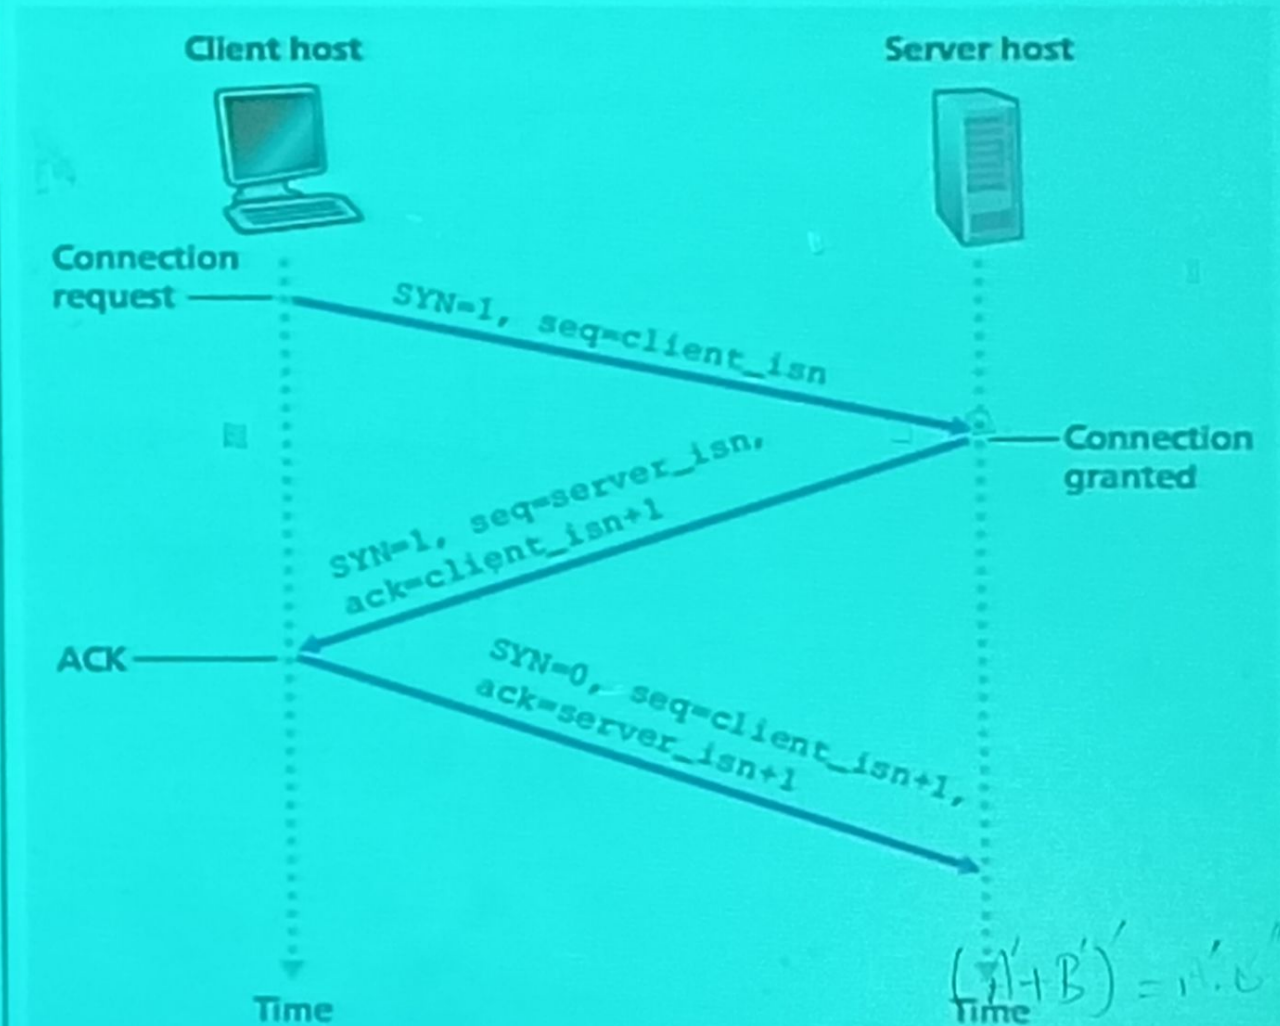 Client host
Server host
Connection
request
SYN=1, seq=client_isn
Connection
granted
SYN=1, seq=server_isn,
ack=client_isn+1
ACK
SYN=0, seq=client_isn+1,
ack=server_isn+1
(A'+B')' =
Time
Time